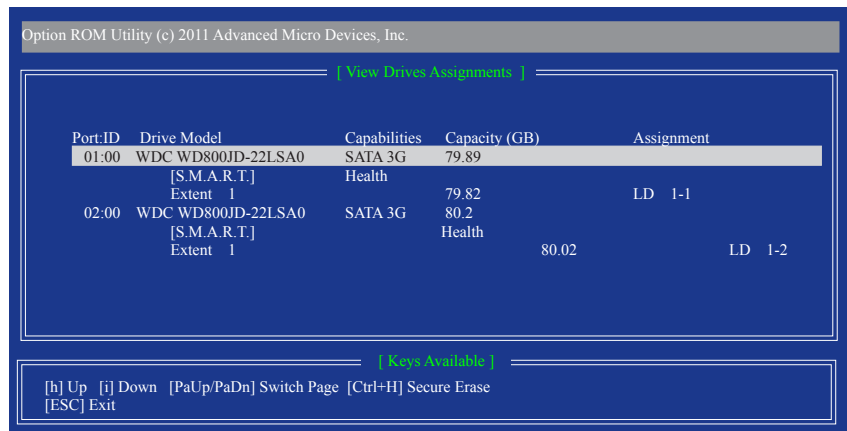 Option ROM Utility (c) 2011 Advanced Micro Devices, Inc.
[ View Drives Assignments ]
Port:ID Drive Model Capabilities Capacity (GB) Assignment
01:00 WDC WD800JD-22LSA0 SATA 3G 79.89
[S.M.A.R.T.] Health
Extent 1 79.82 LD 1-1
02:00 WDC WD800JD-22LSA0 SATA 3G 80.2
[S.M.A.R.T.] Health
Extent 1 80.02 LD 1-2
[ Keys Available ]
[h] Up [i] Down [PaUp/PaDn] Switch Page [Ctrl+H] Secure Erase
[ESC] Exit